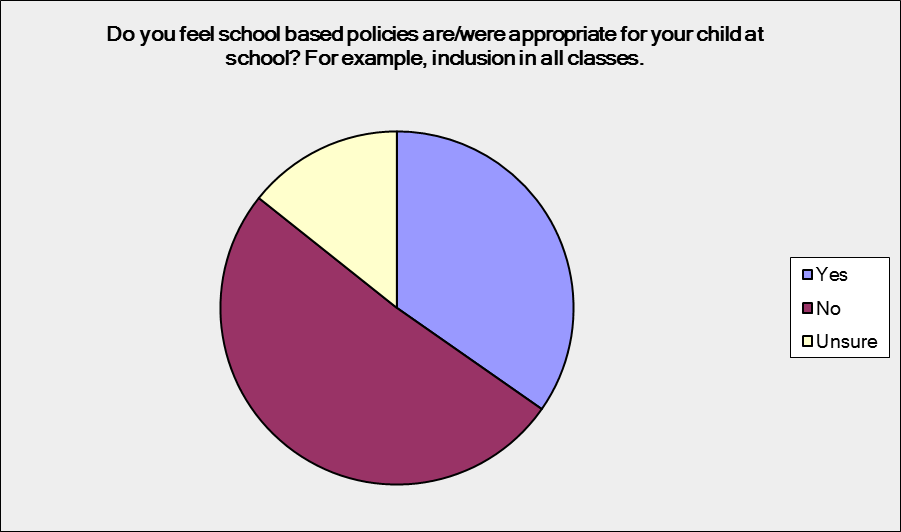 Do you feel school based policies are/were appropriate for your child at
school? For example, inclusion in all classes.
Yes
No
Unsure